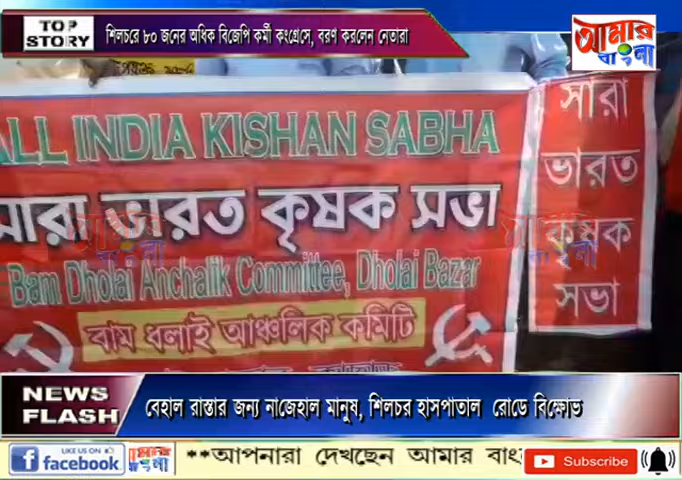 TOP STORY
শিলচরে ৮০ জনের অধিক বিজেপি কর্মী কংগ্রেসে, বরণ করলেন নেতারা
আমার বাংলা
ALL INDIA KISHAN SABHA
সারা ভারত কৃষক সভা
Bam Dholai Anchalik Committee, Dholai Bazar
বাম ধলাই আঞ্চলিক কমিটি
সারা
ভারত
কৃষক
সভা
NEWS FLASH
বেহাল রাস্তার জন্য নাজেহাল মানুষ, শিলচর হাসপাতাল রোডে বিক্ষোভ
LIKE US ON
facebook
আমার বাংলা
**আপনারা দেখছেন আমার বাং
Subscribe